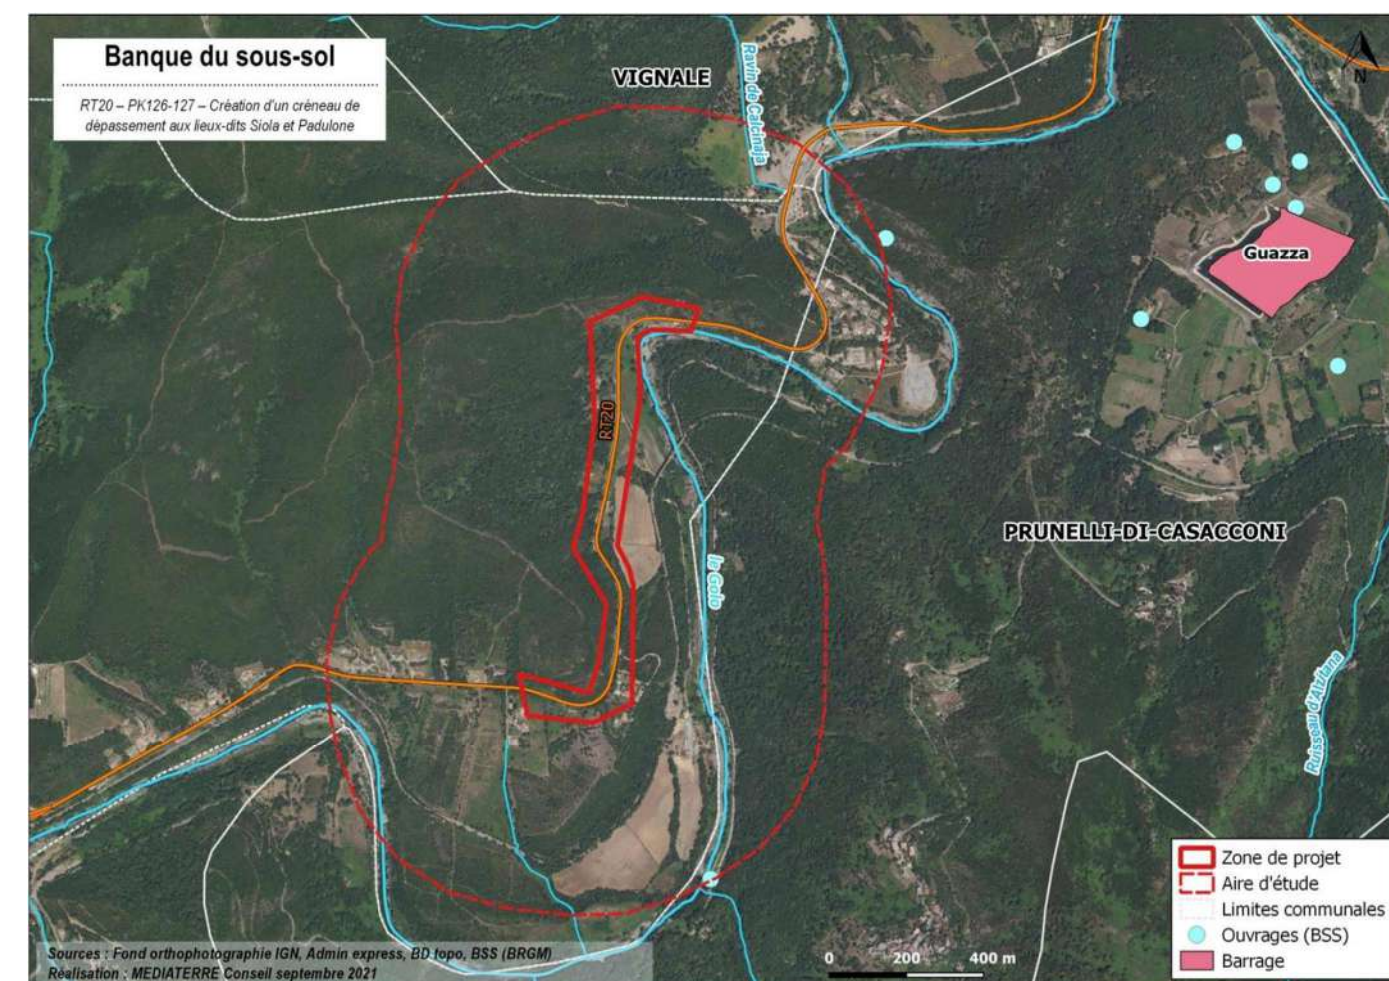 Banque du sous-sol
RT20 – PK126-127 – Création d'un créneau de
dépassement aux lieux-dits Siola et Padulone
VIGNALE
Ravin de Calcinaja
N
Guazza
RT20
PRUNELLI-DI-CASACCONI
le Golo
Ruisseau d'Alzitana
Zone de projet
Aire d'étude
Limites communales
Ouvrages (BSS)
Barrage
0 200 400 m
Sources : Fond orthophotographie IGN, Admin express, BD topo, BSS (BRGM)
Réalisation : MEDIATERRE Conseil septembre 2021